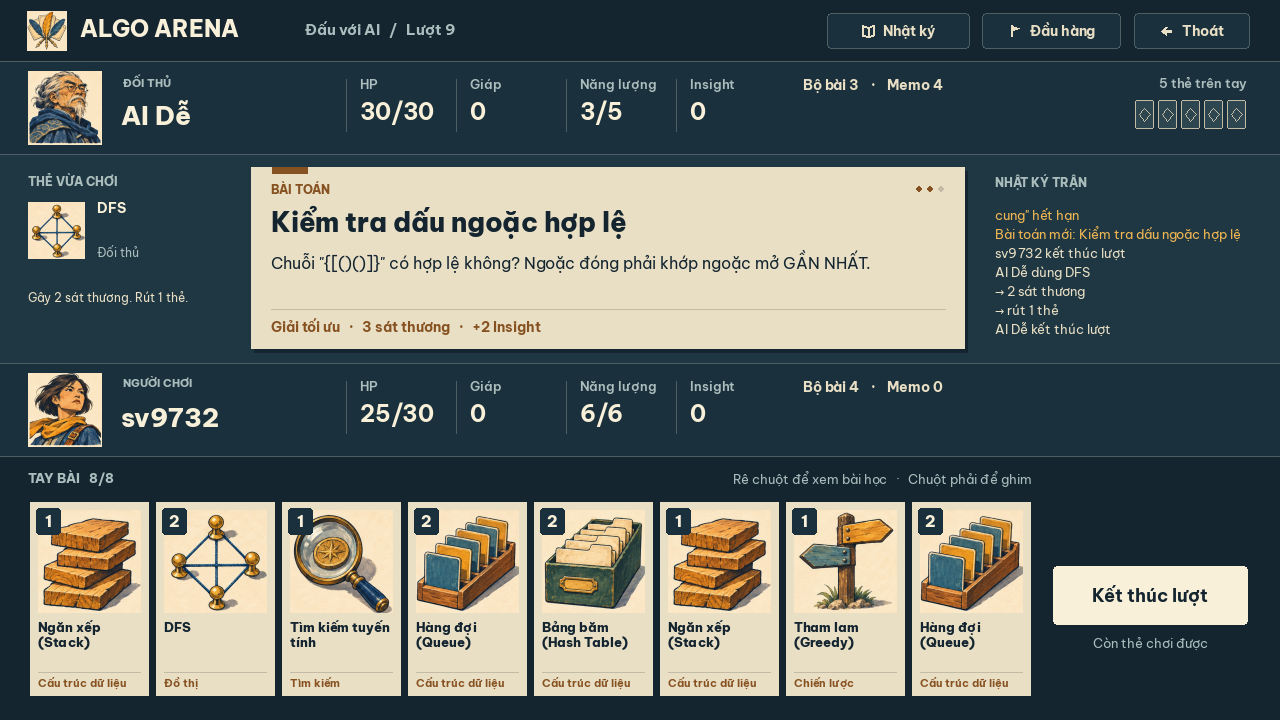 ALGO ARENA
Đấu với AI / Lượt 9
Nhật ký
Đầu hàng
Thoát
ĐỐI THỦ
AI Dễ
HP
30/30
Giáp
0
Năng lượng
3/5
Insight
0
Bộ bài 3 · Memo 4
5 thẻ trên tay
THẺ VỪA CHƠI
DFS
Đối thủ
Gây 2 sát thương. Rút 1 thẻ.
BÀI TOÁN
Kiểm tra dấu ngoặc hợp lệ
Chuỗi "{[()()]}" có hợp lệ không? Ngoặc đóng phải khớp ngoặc mở GẦN NHẤT.
Giải tối ưu · 3 sát thương · +2 Insight
NHẬT KÝ TRẬN
cung" hết hạn
Bài toán mới: Kiểm tra dấu ngoặc hợp lệ
sv9732 kết thúc lượt
AI Dễ dùng DFS
→ 2 sát thương
→ rút 1 thẻ
AI Dễ kết thúc lượt
NGƯỜI CHƠI
sv9732
HP
25/30
Giáp
0
Năng lượng
6/6
Insight
0
Bộ bài 4 · Memo 0
TAY BÀI 8/8
Rê chuột để xem bài học · Chuột phải để ghim
1
Ngăn xếp
(Stack)
Cấu trúc dữ liệu
2
DFS
Đồ thị
1
Tìm kiếm tuyến
tính
Tìm kiếm
2
Hàng đợi
(Queue)
Cấu trúc dữ liệu
2
Bảng băm
(Hash Table)
Cấu trúc dữ liệu
1
Ngăn xếp
(Stack)
Cấu trúc dữ liệu
1
Tham lam
(Greedy)
Chiến lược
2
Hàng đợi
(Queue)
Cấu trúc dữ liệu
Kết thúc lượt
Còn thẻ chơi được